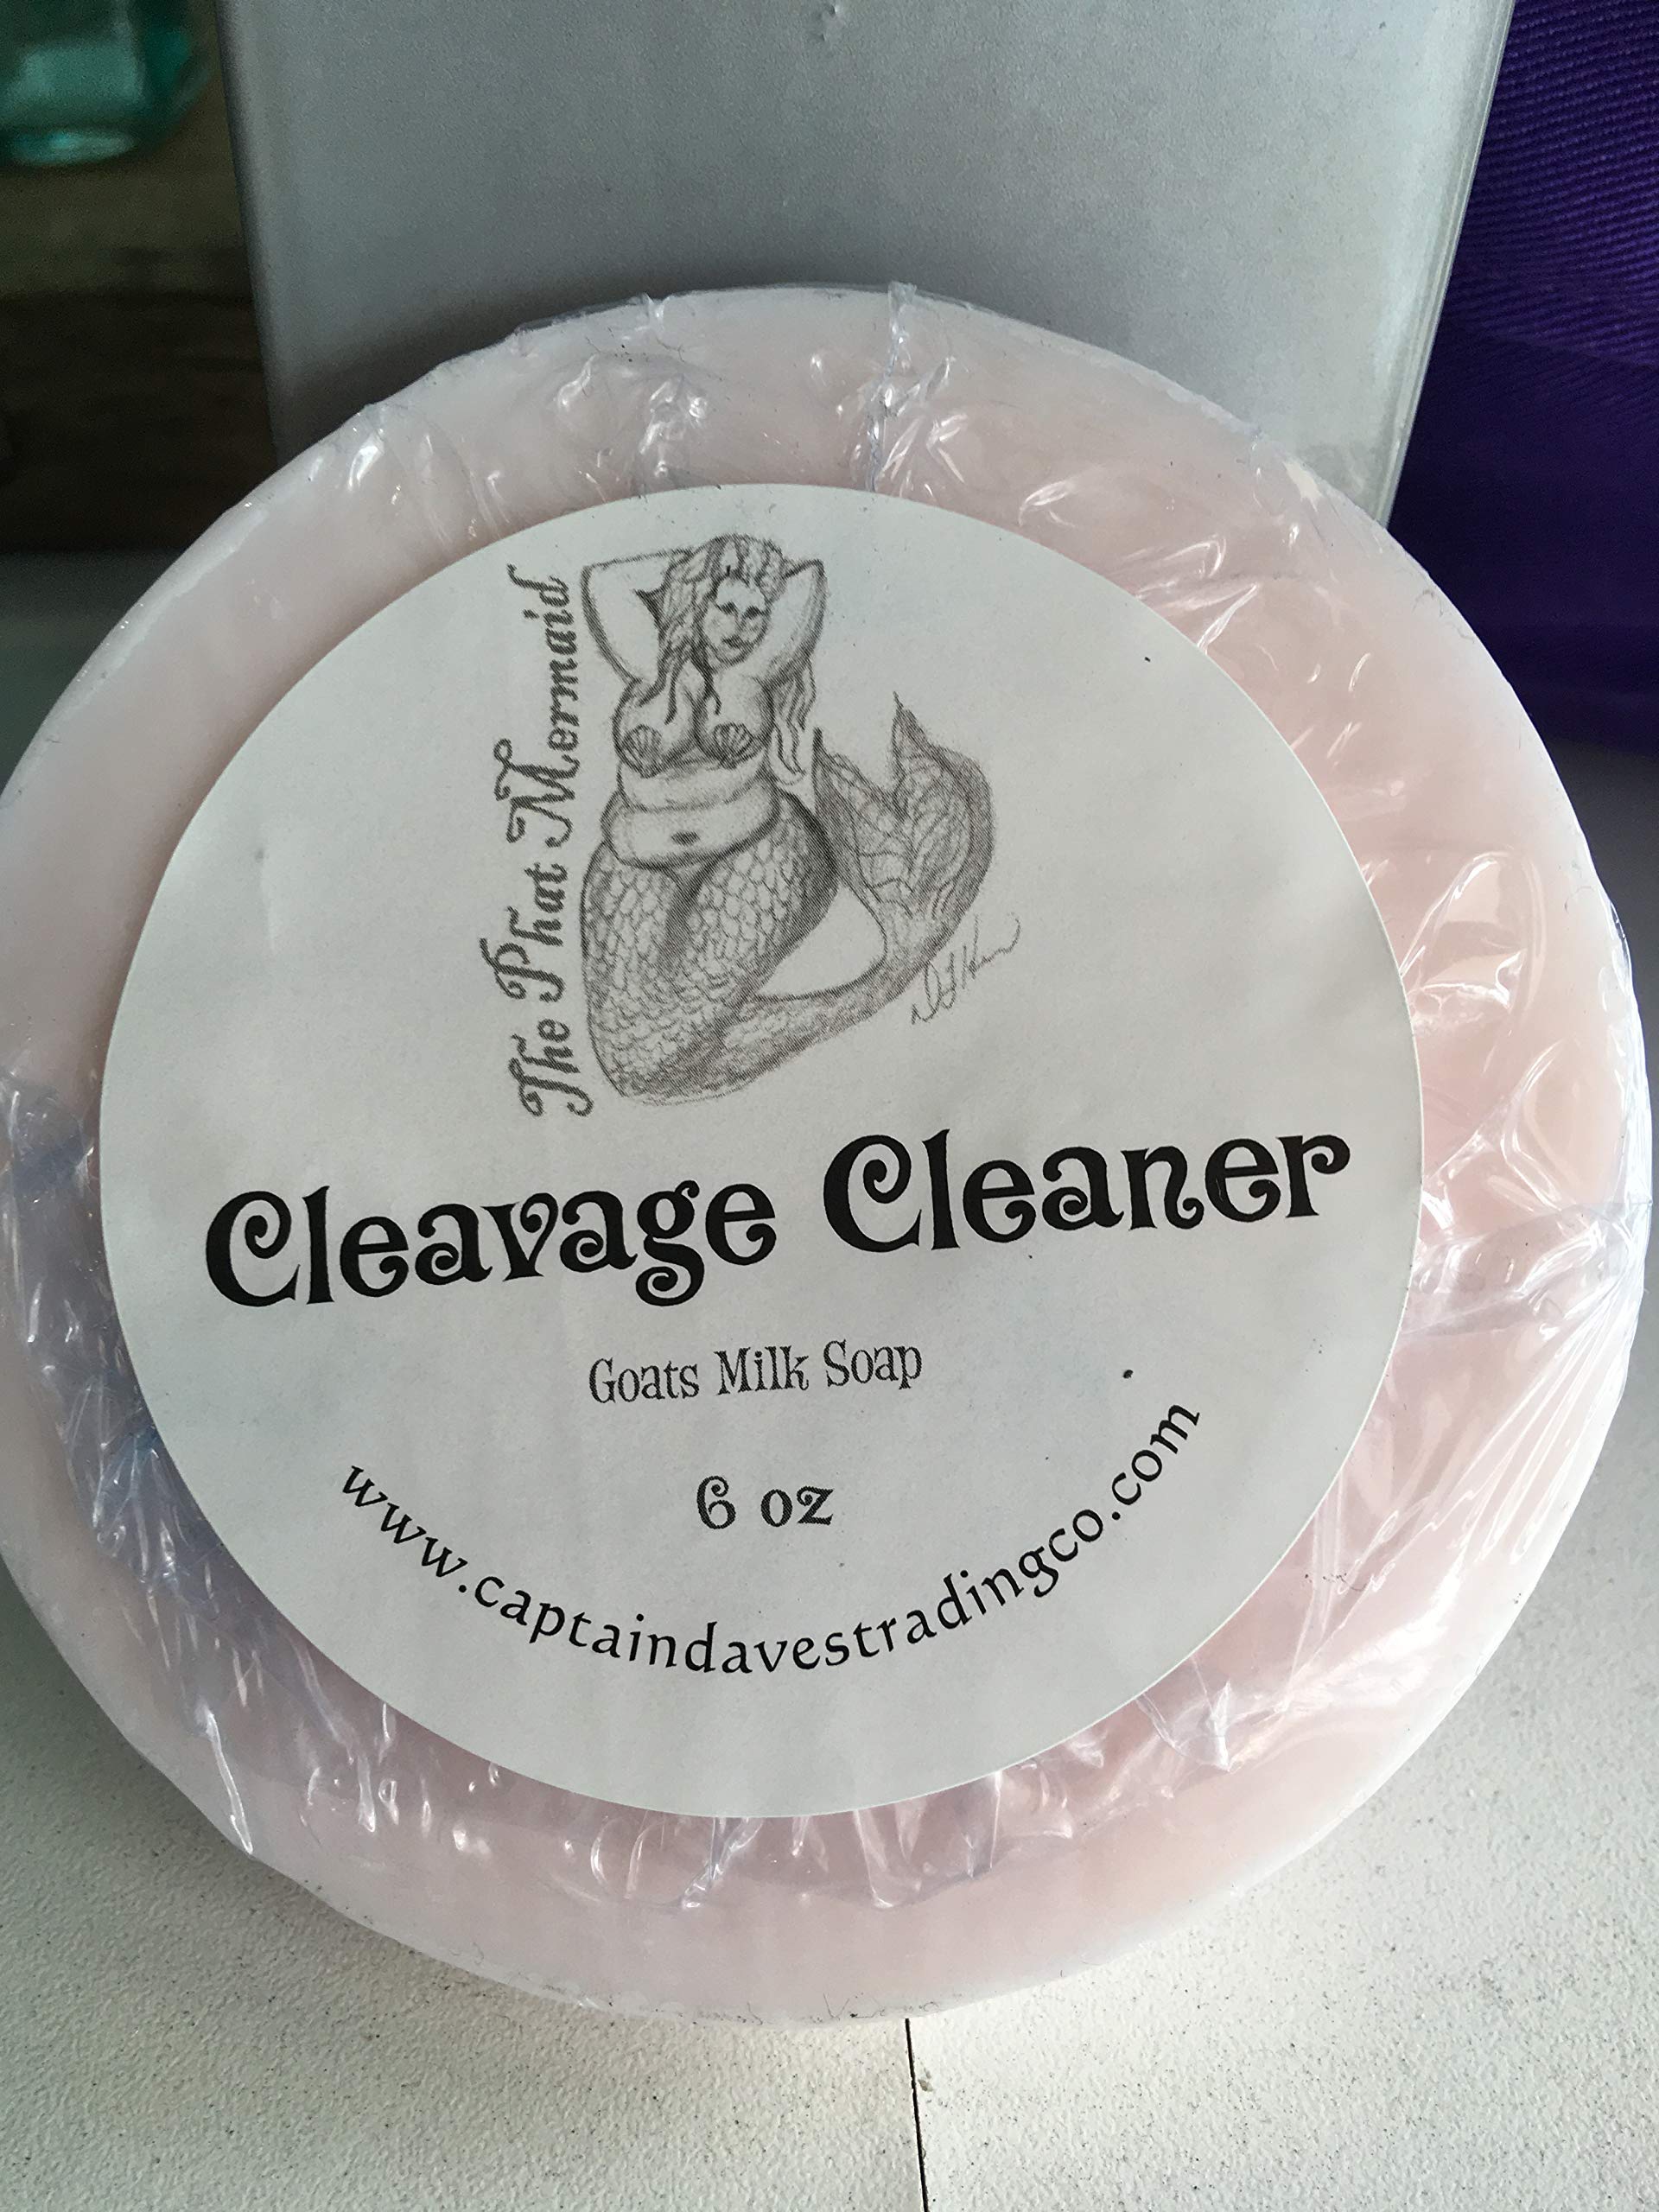 The Phat Mermaid
Cleavage Cleaner
Goats Milk Soap
6 oz
www.captaindavestradingco.com